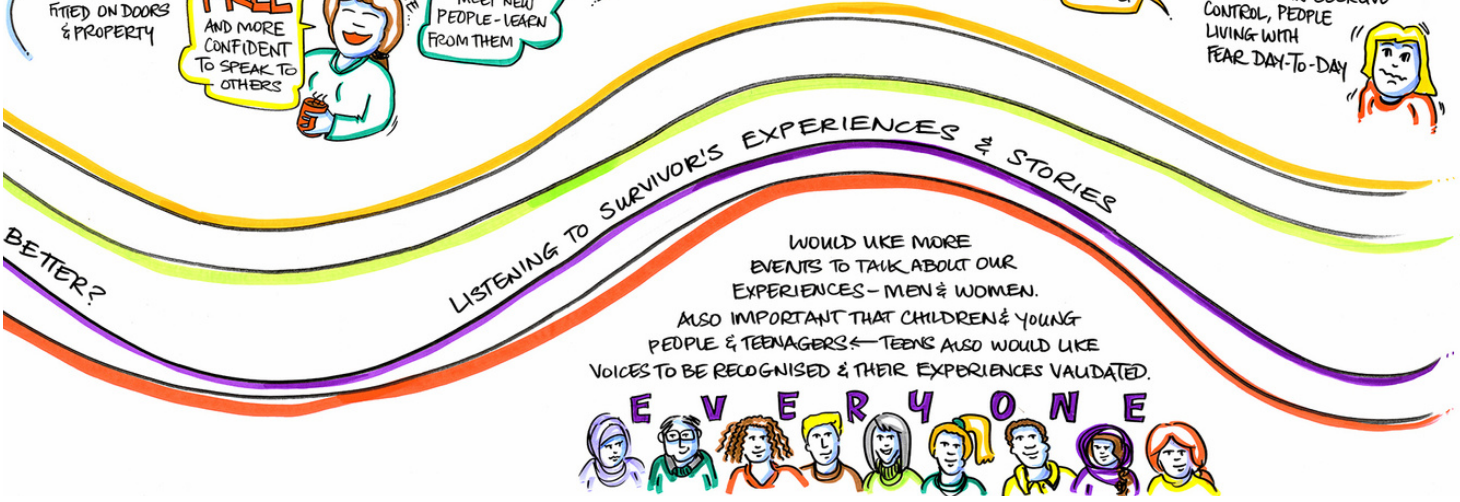 FITTED ON DOORS
& PROPERTY
FREE
AND MORE
CONFIDENT
TO SPEAK TO
OTHERS
MEET NEW
PEOPLE - LEARN
FROM THEM
CONTROL, PEOPLE
LIVING WITH
FEAR DAY-TO-DAY
BETTER?
LISTENING TO SURVIVOR'S EXPERIENCES & STORIES
WOULD LIKE MORE
EVENTS TO TALK ABOUT OUR
EXPERIENCES - MEN & WOMEN.
ALSO IMPORTANT THAT CHILDREN & YOUNG
PEOPLE & TEENAGERS ← TEENS ALSO WOULD LIKE
VOICES TO BE RECOGNISED & THEIR EXPERIENCES VALIDATED.
EVERYONE